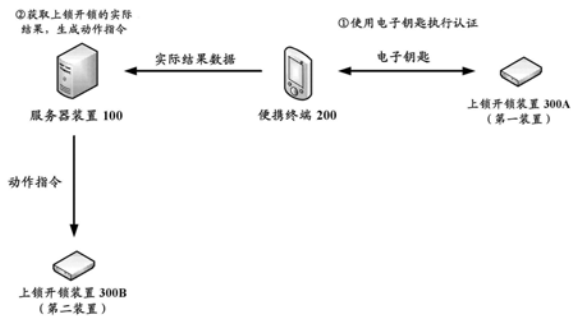 ②获取上锁开锁的实际
结果，生成动作指令
①使用电子钥匙执行认证
实际结果数据
电子钥匙
服务器装置 100
便携终端 200
上锁开锁装置 300A
（第一装置）
动作指令
上锁开锁装置 300B
（第二装置）